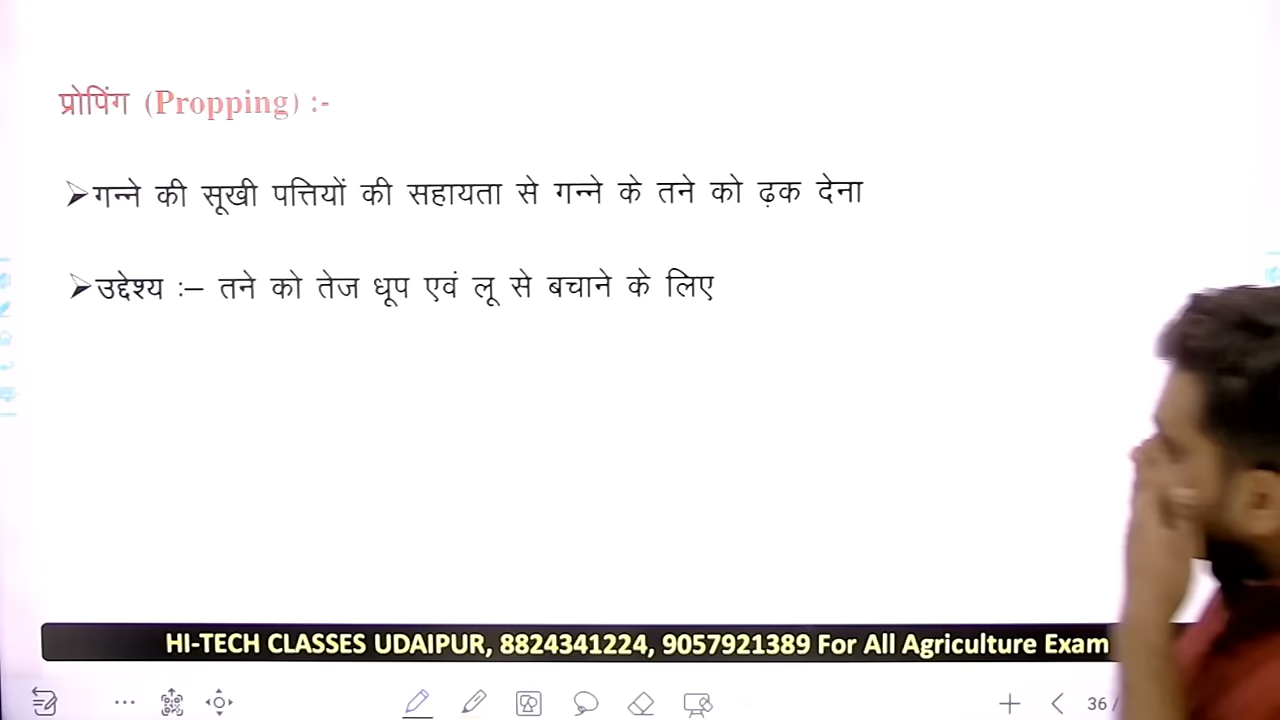 प्रोपिंग (Propping) :-
➢गन्ने की सूखी पत्तियों की सहायता से गन्ने के तने को ढ़क देना
➢उद्देश्य :– तने को तेज धूप एवं लू से बचाने के लिए
HI-TECH CLASSES UDAIPUR, 8824341224, 9057921389 For All Agriculture Exam
36 /